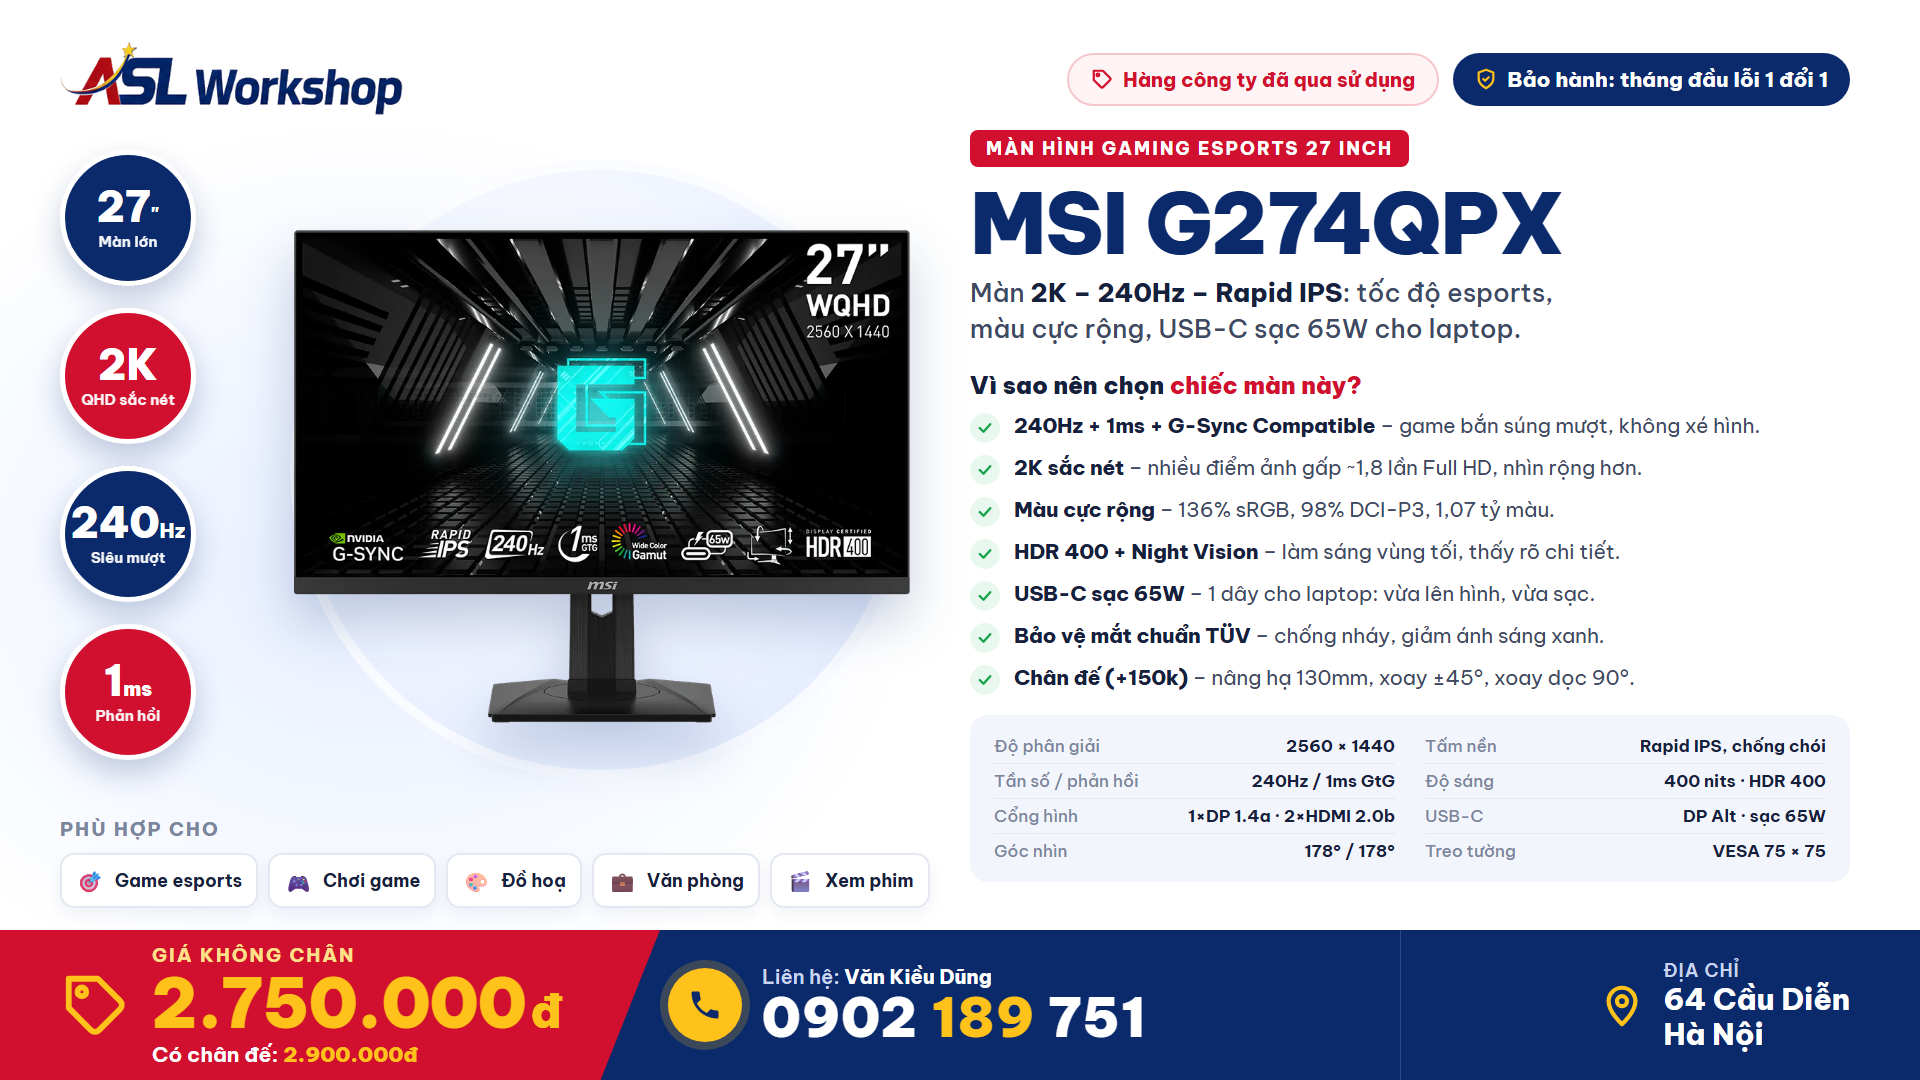 ASL Workshop
Hàng công ty đã qua sử dụng
Bảo hành: tháng đầu lỗi 1 đổi 1
27"
Màn lớn
2K
QHD sắc nét
240Hz
Siêu mượt
1ms
Phản hồi
27"
WQHD
2560 X 1440
NVIDIA
G-SYNC
RAPID
IPS
240Hz
1ms
GTG
Wide Color
Gamut
65W
DISPLAY CERTIFIED
HDR 400
msi
MÀN HÌNH GAMING ESPORTS 27 INCH
MSI G274QPX
Màn 2K – 240Hz – Rapid IPS: tốc độ esports,
màu cực rộng, USB-C sạc 65W cho laptop.
Vì sao nên chọn chiếc màn này?
240Hz + 1ms + G-Sync Compatible – game bắn súng mượt, không xé hình.
2K sắc nét – nhiều điểm ảnh gấp ~1,8 lần Full HD, nhìn rộng hơn.
Màu cực rộng – 136% sRGB, 98% DCI-P3, 1,07 tỷ màu.
HDR 400 + Night Vision – làm sáng vùng tối, thấy rõ chi tiết.
USB-C sạc 65W – 1 dây cho laptop: vừa lên hình, vừa sạc.
Bảo vệ mắt chuẩn TÜV – chống nháy, giảm ánh sáng xanh.
Chân đế (+150k) – nâng hạ 130mm, xoay ±45°, xoay dọc 90°.
Độ phân giải 2560 × 1440 Tấm nền Rapid IPS, chống chói
Tần số / phản hồi 240Hz / 1ms GtG Độ sáng 400 nits · HDR 400
Cổng hình 1×DP 1.4a · 2×HDMI 2.0b USB-C DP Alt · sạc 65W
Góc nhìn 178° / 178° Treo tường VESA 75 × 75
PHÙ HỢP CHO
Game esports
Chơi game
Đồ hoạ
Văn phòng
Xem phim
GIÁ KHÔNG CHÂN
2.750.000đ
Có chân đế: 2.900.000đ
Liên hệ: Văn Kiều Dũng
0902 189 751
ĐỊA CHỈ
64 Cầu Diễn
Hà Nội